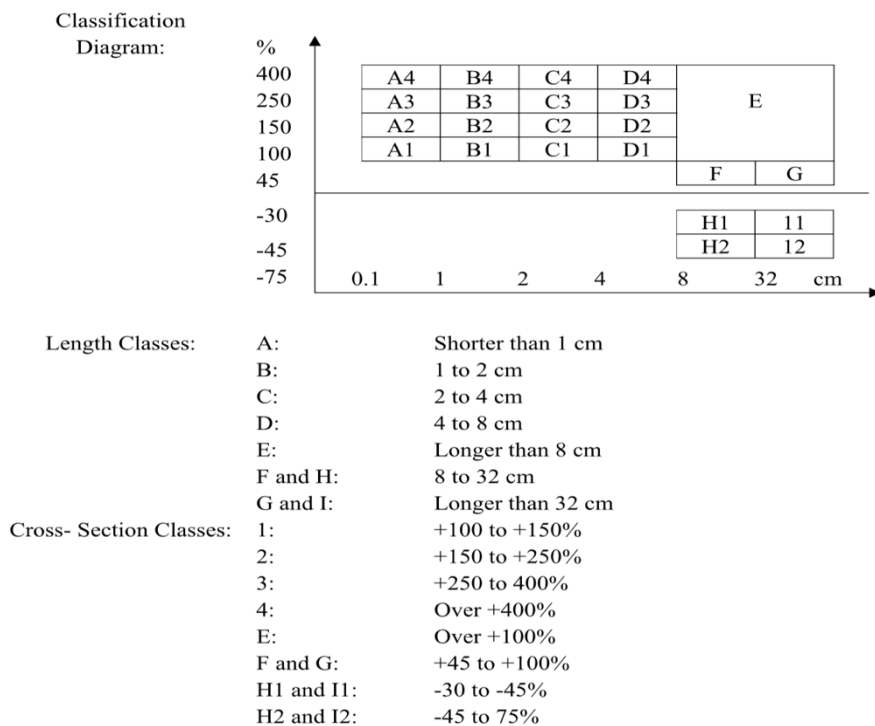 Classification
Diagram: %
400 A4 B4 C4 D4
250 A3 B3 C3 D3 E
150 A2 B2 C2 D2
100 A1 B1 C1 D1
45 F G
-30 H1 11
-45 H2 12
-75 0.1 1 2 4 8 32 cm
Length Classes: A: Shorter than 1 cm
B: 1 to 2 cm
C: 2 to 4 cm
D: 4 to 8 cm
E: Longer than 8 cm
F and H: 8 to 32 cm
G and I: Longer than 32 cm
Cross- Section Classes: 1: +100 to +150%
2: +150 to +250%
3: +250 to 400%
4: Over +400%
E: Over +100%
F and G: +45 to +100%
H1 and I1: -30 to -45%
H2 and I2: -45 to 75%